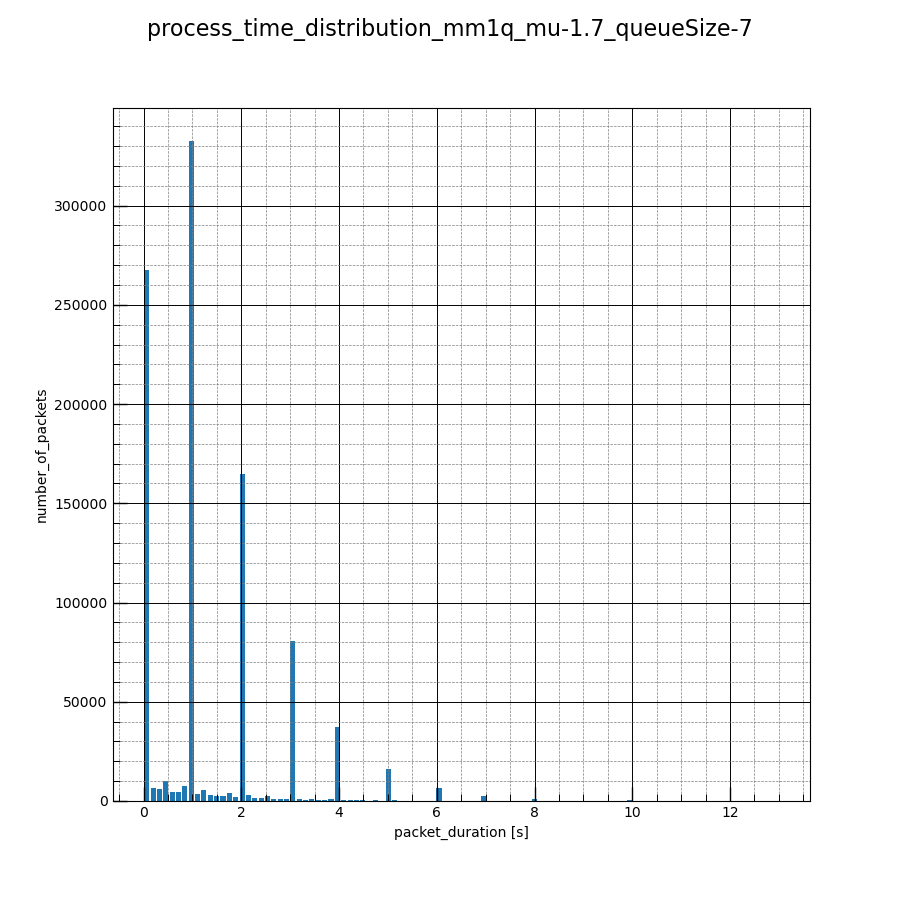 process_time_distribution_mm1q_mu-1.7_queueSize-7
300000
250000
200000
150000
100000
50000
0
number_of_packets
0 2 4 6 8 10 12
packet_duration [s]